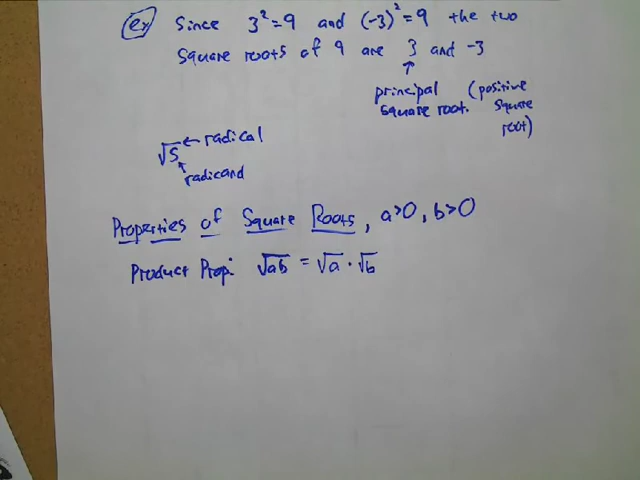 ex Since 3² = 9 and (-3)² = 9 the two
square roots of 9 are 3 and -3
↑
principal square root. (positive square root)
√5 ← radical
radicand
Properties of Square Roots, a>0, b>0
Product Prop: √ab = √a · √b